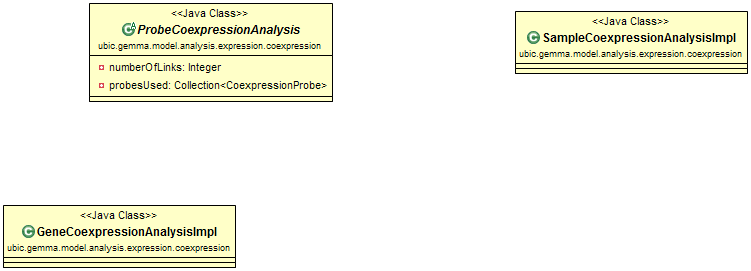 <<Java Class>>
ProbeCoexpressionAnalysis
ubic.gemma.model.analysis.expression.coexpression
numberOfLinks: Integer
probesUsed: Collection<CoexpressionProbe>
<<Java Class>>
SampleCoexpressionAnalysisImpl
ubic.gemma.model.analysis.expression.coexpression
<<Java Class>>
GeneCoexpressionAnalysisImpl
ubic.gemma.model.analysis.expression.coexpression